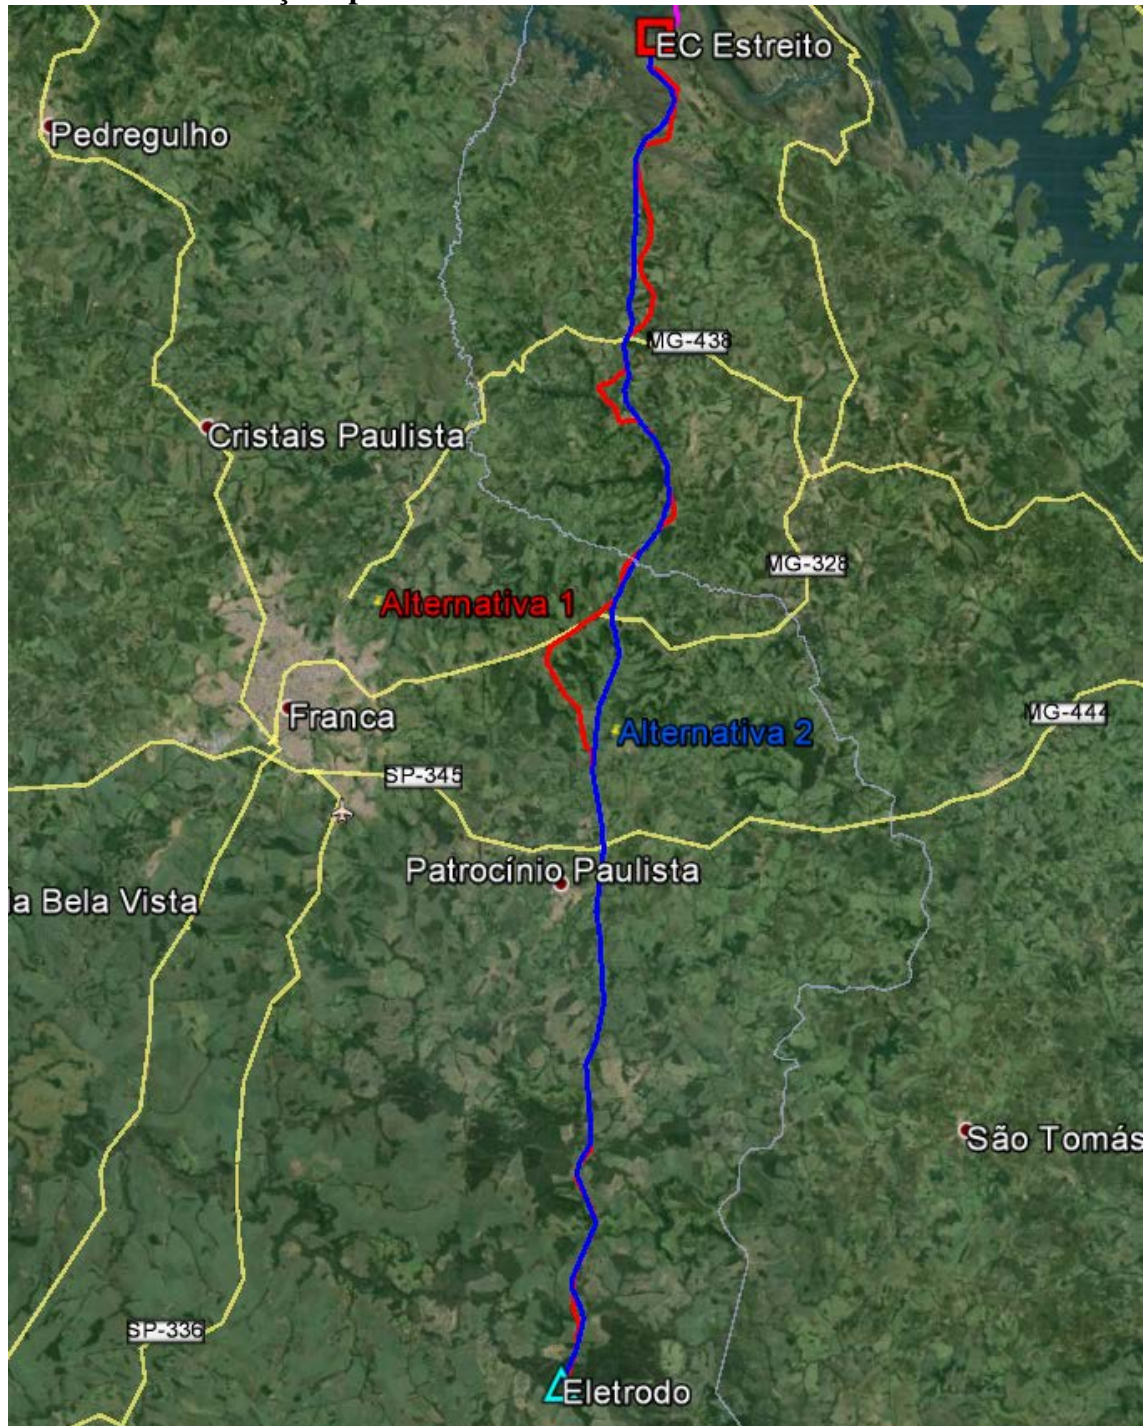 EC Estreito
Pedregulho
MG-438
Cristais Paulista
MG-328
Alternativa 1
Franca
MG-444
Alternativa 2
SP-345
Patrocínio Paulista
la Bela Vista
São Tomás
SP-336
Eletrodo